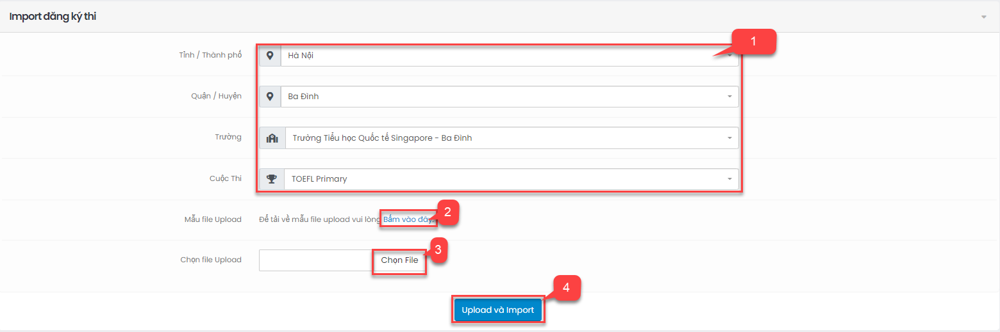 Import đăng ký thi
1
Tỉnh / Thành phố Hà Nội
Quận / Huyện Ba Đình
Trường Trường Tiểu học Quốc tế Singapore - Ba Đình
Cuộc Thi TOEFL Primary
2
Mẫu file Upload Để tải về mẫu file upload vui lòng Bấm vào đây.
3
Chọn file Upload Chọn File
4
Upload và Import